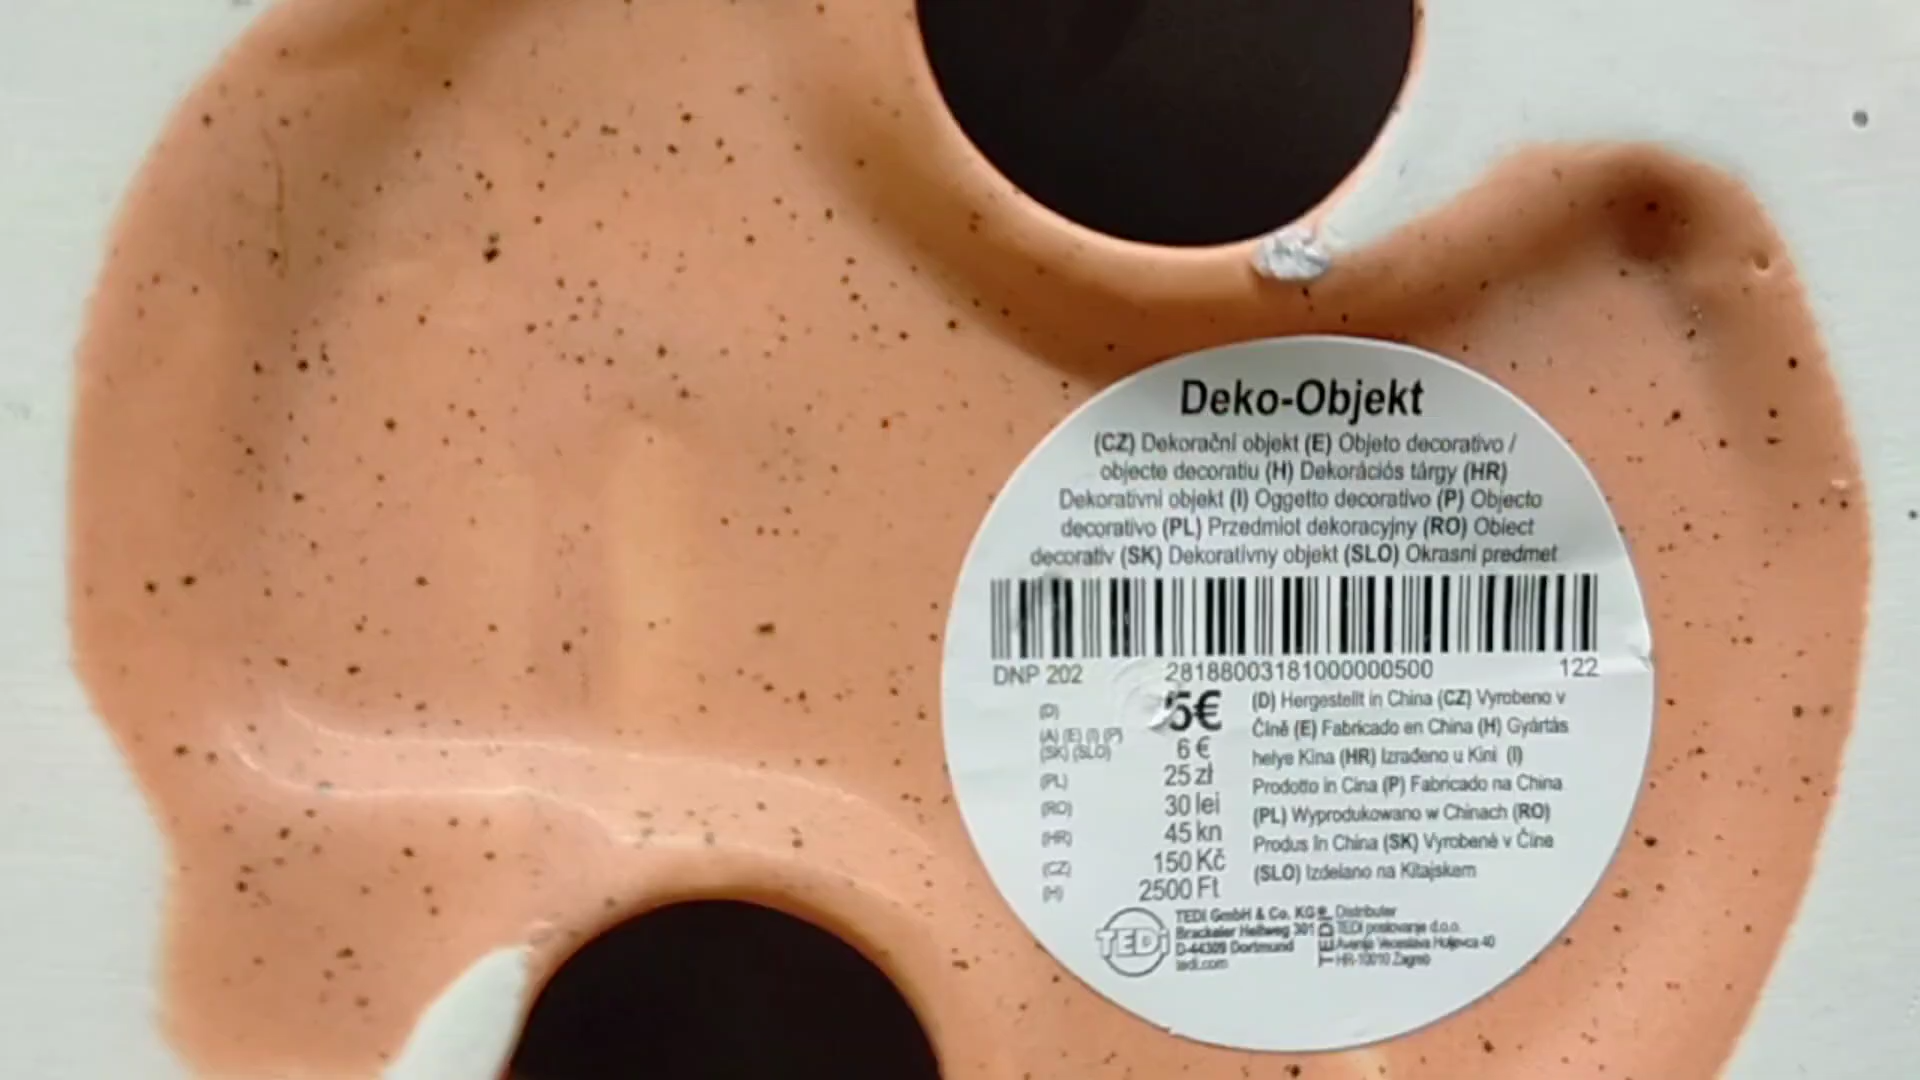 Deko-Objekt
(CZ) Dekorační objekt (E) Objeto decorativo /
objecte decoratiu (H) Dekorációs tárgy (HR)
Dekorativni objekt (I) Oggetto decorativo (P) Objecto
decorativo (PL) Przedmiot dekoracyjny (RO) Obiect
decorativ (SK) Dekoratívny objekt (SLO) Okrasni predmet
DNP 202 28188003181000000500 122
(D) 5€
(A) (E) (I) (P)
(SK) (SLO) 6 €
(PL) 25 zł
(RO) 30 lei
(HR) 45 kn
(CZ) 150 Kč
(H) 2500 Ft
(D) Hergestellt in China (CZ) Vyrobeno v
Číně (E) Fabricado en China (H) Gyártás
helye Kína (HR) Izrađeno u Kini (I)
Prodotto in Cina (P) Fabricado na China
(PL) Wyprodukowano w Chinach (RO)
Produs în China (SK) Vyrobené v Číne
(SLO) Izdelano na Kitajskem
TEDi
TEDI GmbH & Co. KG
Brackeler Hellweg 301
D-44309 Dortmund
tedi.com
Distributer
TEDI poslovanje d.o.o.
Avenija Većeslava Holjevca 40
HR-10010 Zagreb